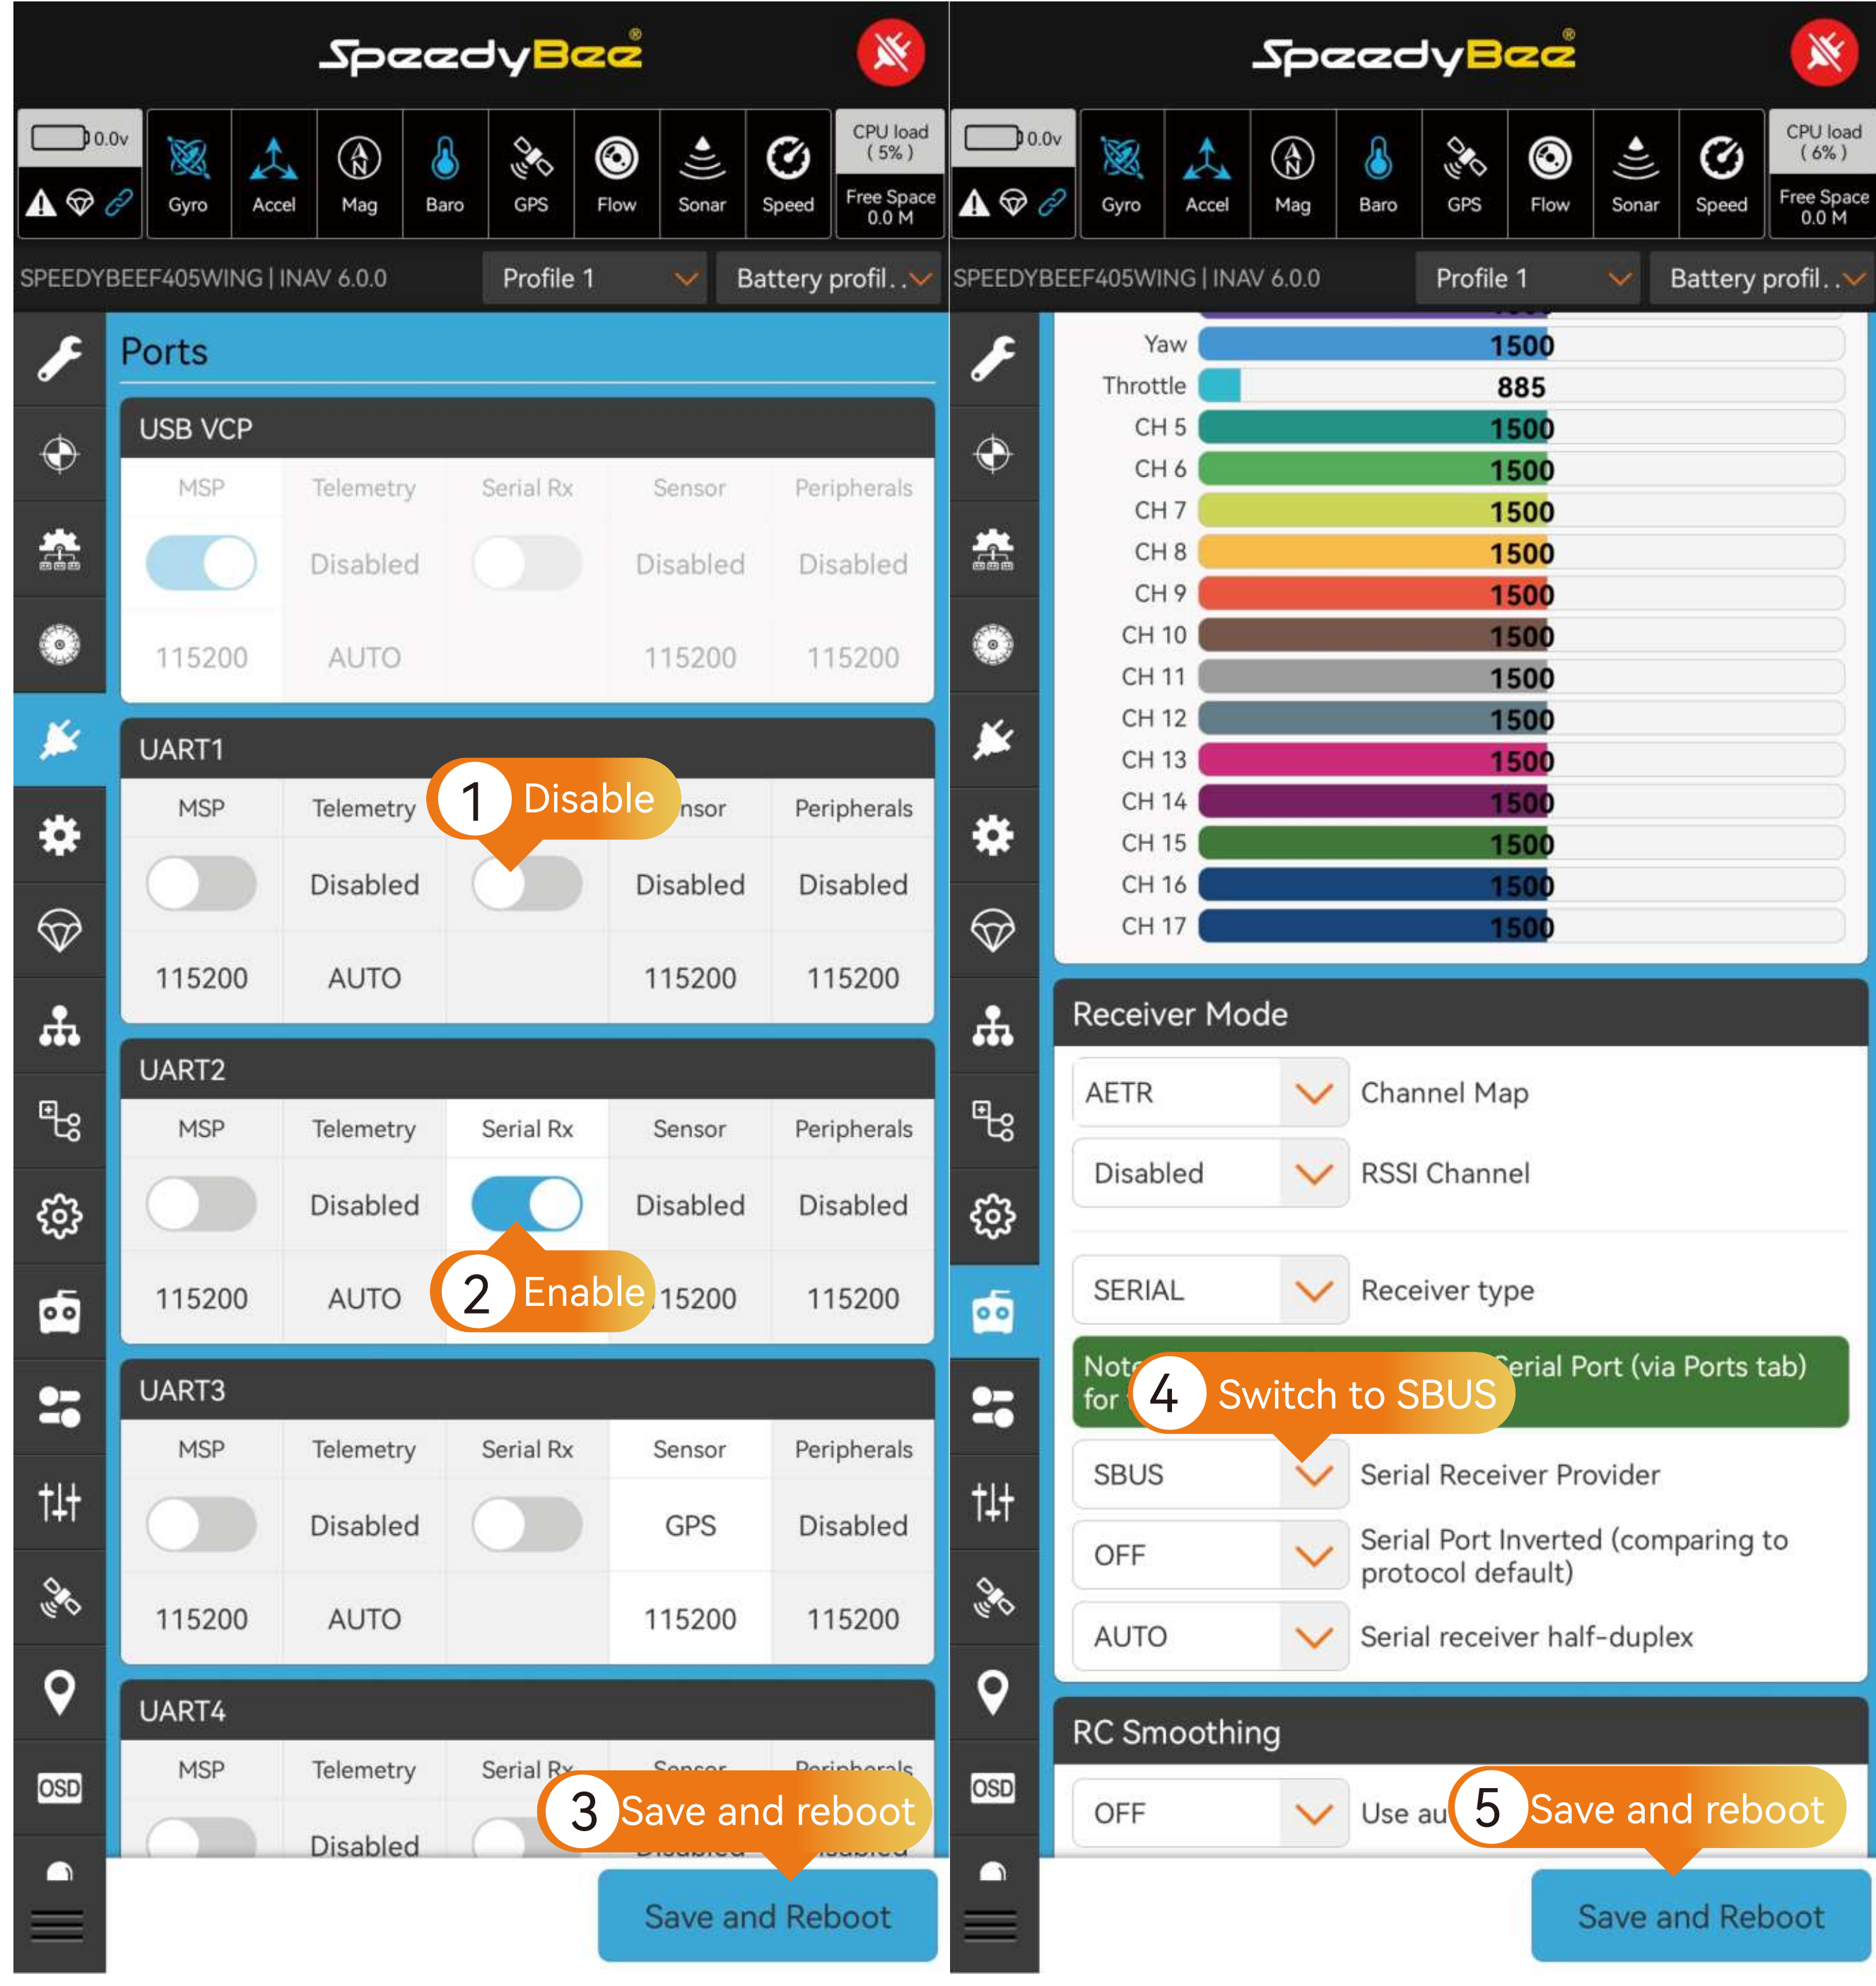 SpeedyBee®
0.0v
Gyro Accel Mag Baro GPS Flow Sonar Speed
CPU load
( 5% )
Free Space
0.0 M
SPEEDYBEEF405WING | INAV 6.0.0 Profile 1 Battery profil..
Ports
USB VCP
MSP Telemetry Serial Rx Sensor Peripherals
Disabled Disabled Disabled
115200 AUTO 115200 115200
UART1
1 Disable
MSP Telemetry nsor Peripherals
Disabled Disabled Disabled
115200 AUTO 115200 115200
UART2
MSP Telemetry Serial Rx Sensor Peripherals
Disabled Disabled Disabled
2 Enable
115200 AUTO 15200 115200
UART3
MSP Telemetry Serial Rx Sensor Peripherals
Disabled GPS Disabled
115200 AUTO 115200 115200
UART4
MSP Telemetry Serial Rx Sensor Peripherals
3 Save and reboot
Disabled Disabled Disabled
OSD
Save and Reboot
SpeedyBee®
0.0v
Gyro Accel Mag Baro GPS Flow Sonar Speed
CPU load
( 6% )
Free Space
0.0 M
SPEEDYBEEF405WING | INAV 6.0.0 Profile 1 Battery profil..
Yaw 1500
Throttle 885
CH 5 1500
CH 6 1500
CH 7 1500
CH 8 1500
CH 9 1500
CH 10 1500
CH 11 1500
CH 12 1500
CH 13 1500
CH 14 1500
CH 15 1500
CH 16 1500
CH 17 1500
Receiver Mode
AETR Channel Map
Disabled RSSI Channel
SERIAL Receiver type
Note Serial Port (via Ports tab)
for
4 Switch to SBUS
SBUS Serial Receiver Provider
OFF Serial Port Inverted (comparing to
protocol default)
AUTO Serial receiver half-duplex
RC Smoothing
OFF Use au
5 Save and reboot
OSD
Save and Reboot